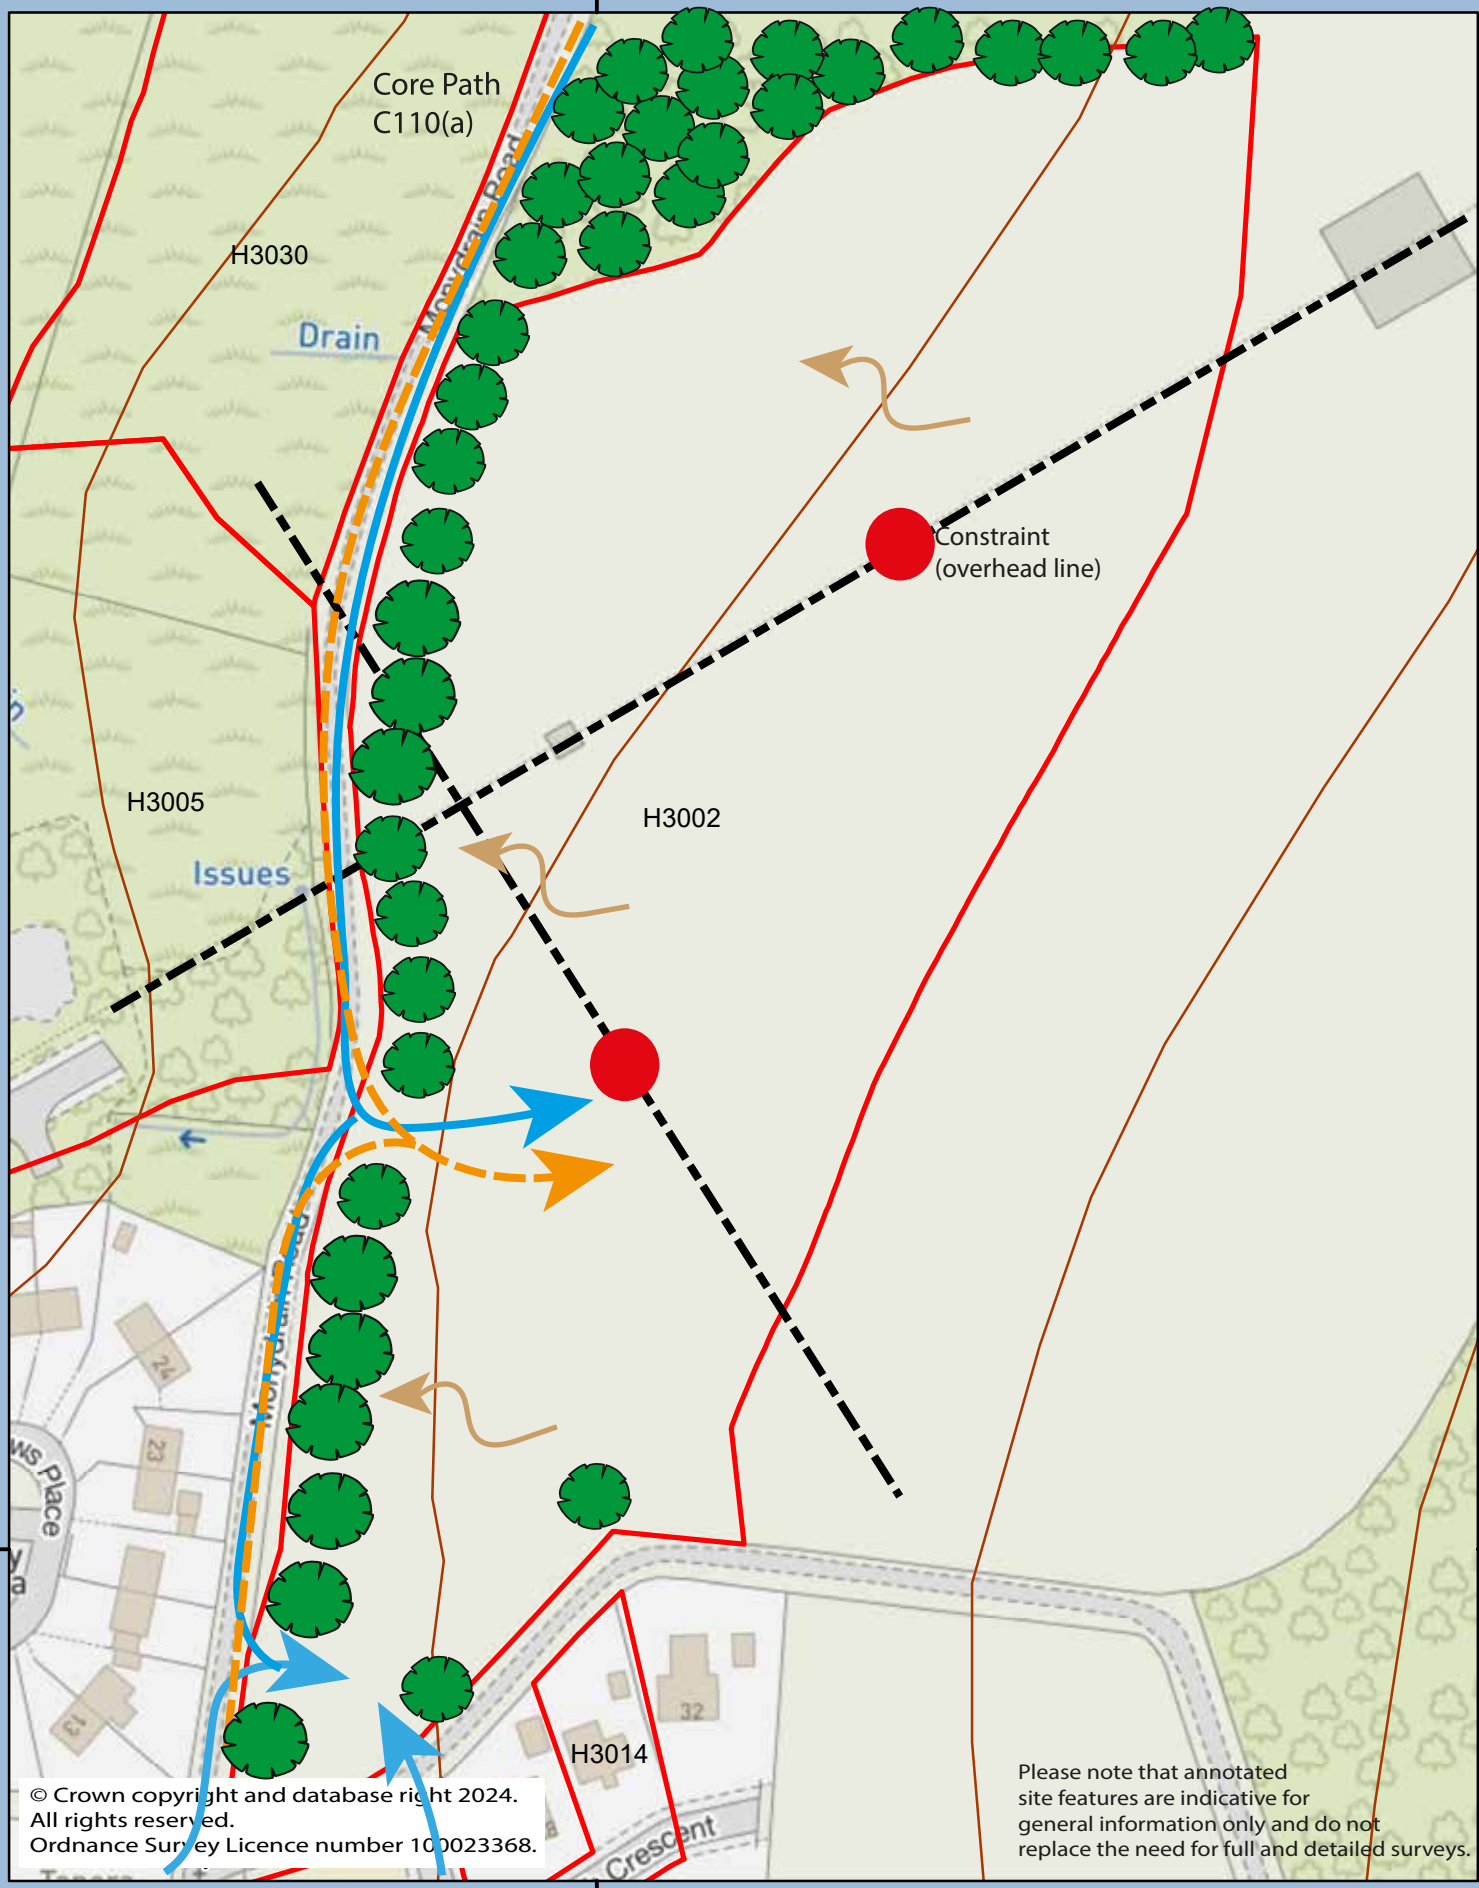 Core Path
C110(a)
Monydrain Road
H3030
Drain
Constraint
(overhead line)
H3005
H3002
Issues
Monydrain Road
24
23
ws Place
13
32
H3014
Crescent
© Crown copyright and database right 2024.
All rights reserved.
Ordnance Survey Licence number 100023368.
Please note that annotated
site features are indicative for
general information only and do not
replace the need for full and detailed surveys.